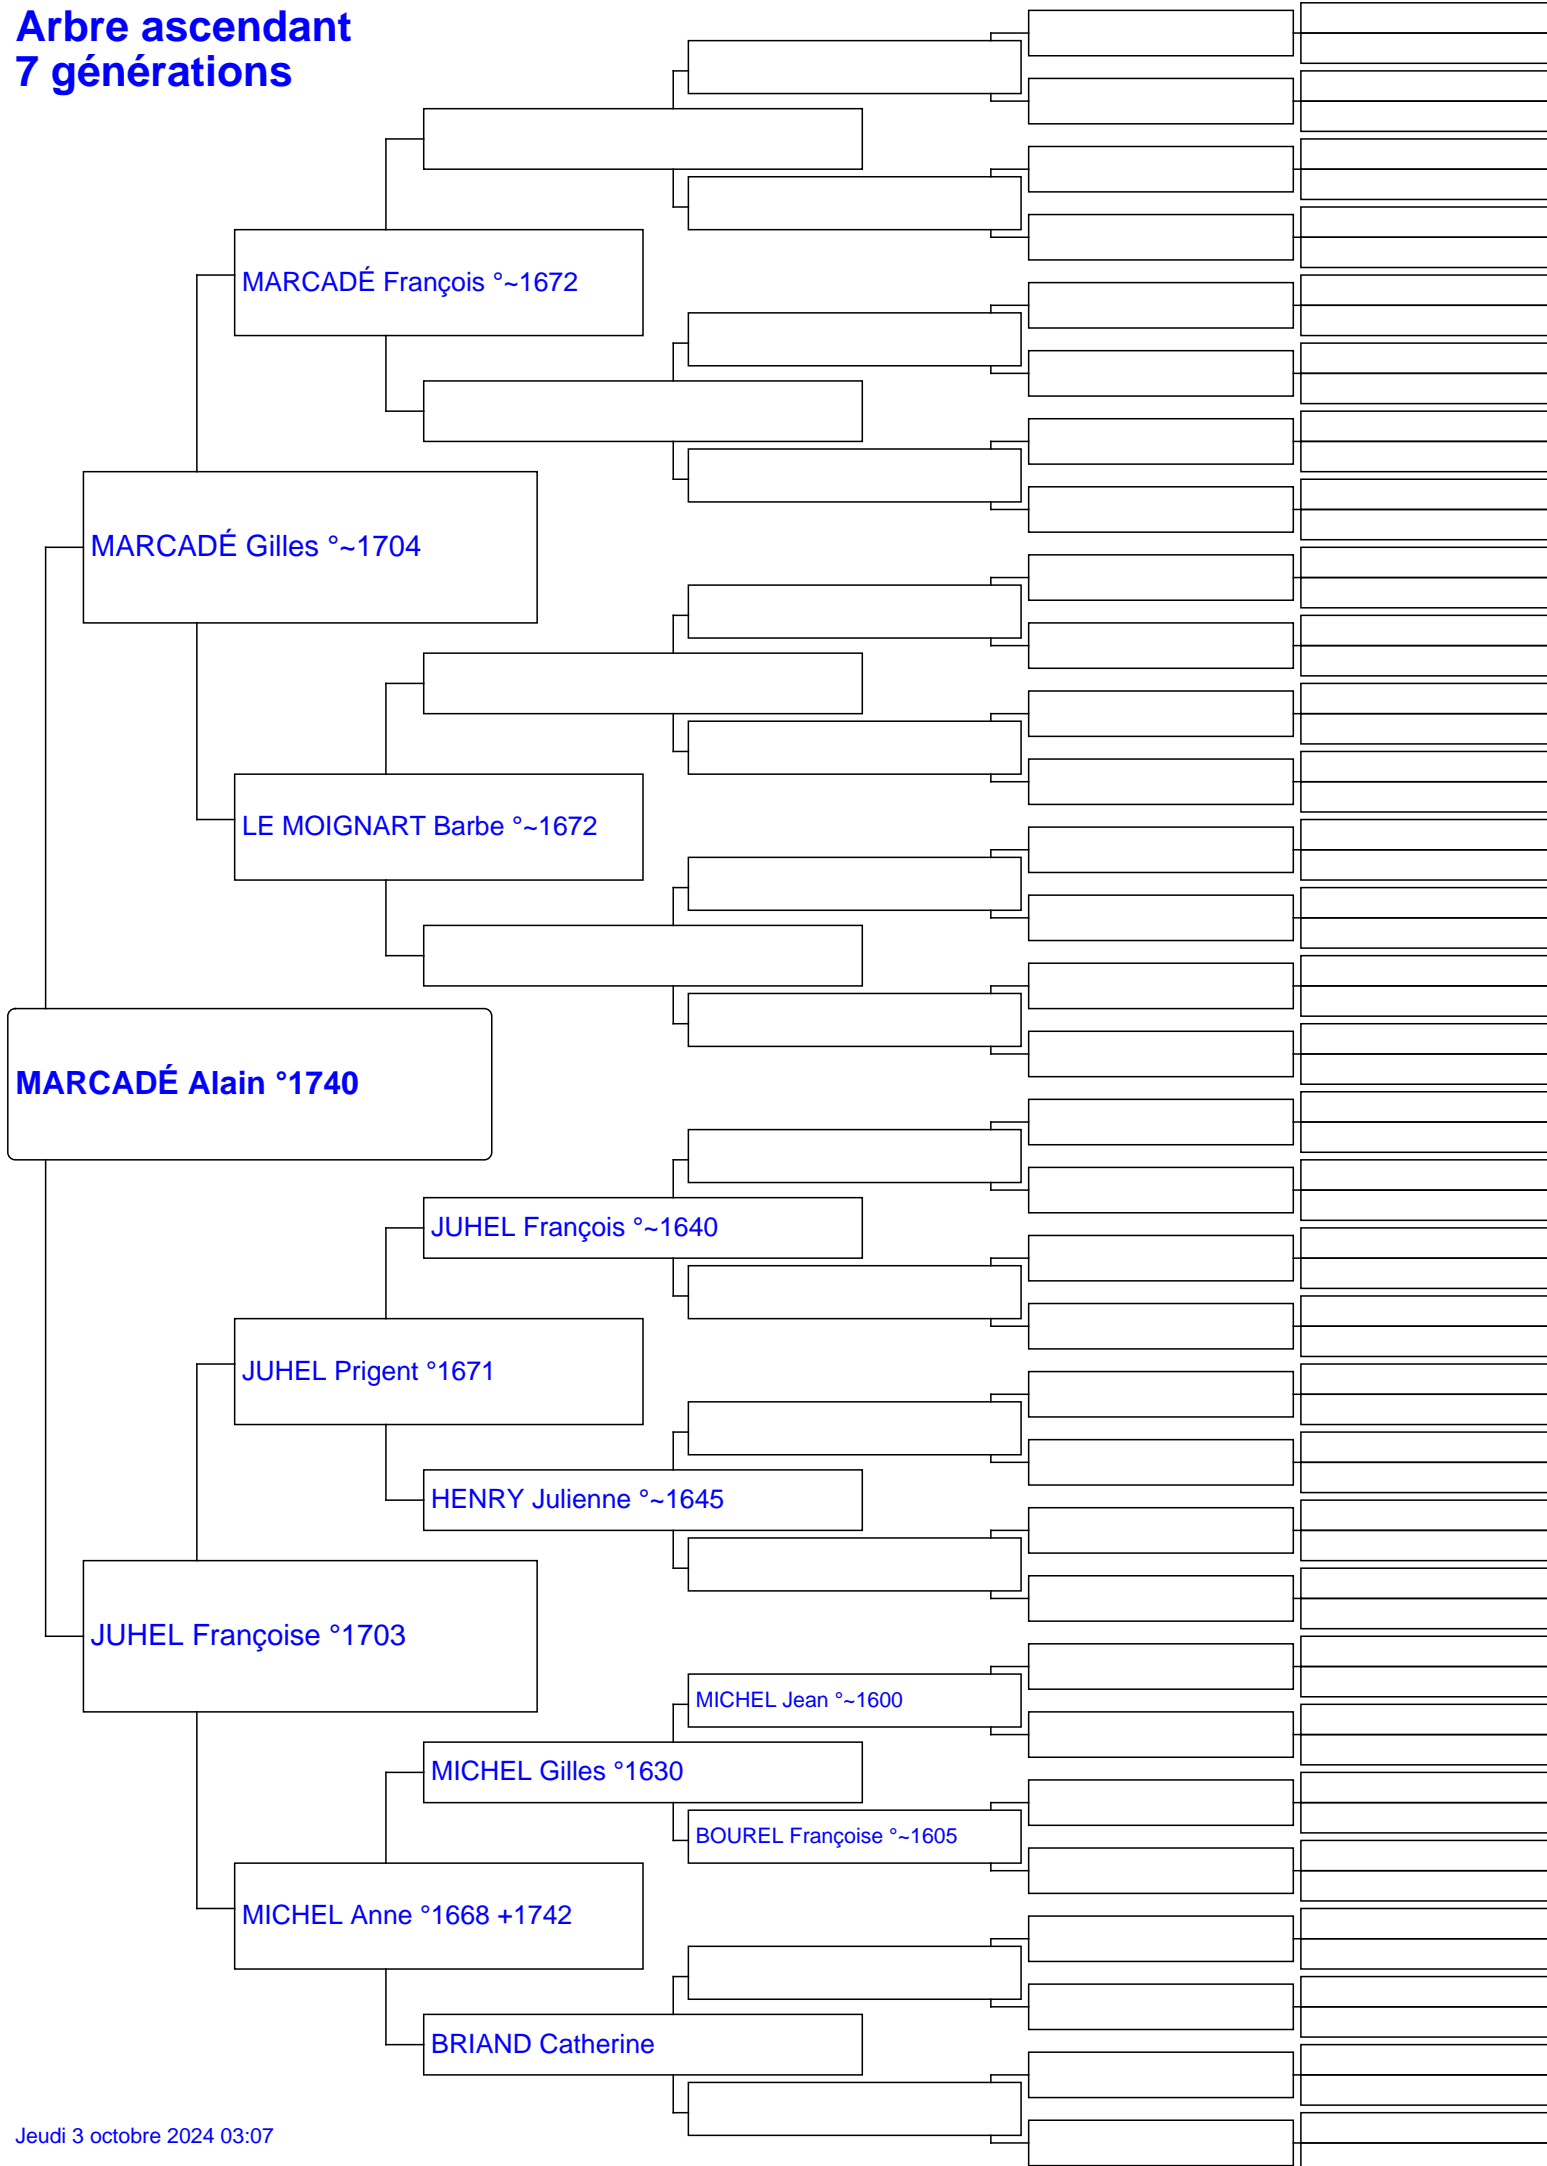 Arbre ascendant
7 générations
MARCADÉ François °~1672
MARCADÉ Gilles °~1704
LE MOIGNART Barbe °~1672
MARCADÉ Alain °1740
JUHEL François °~1640
JUHEL Prigent °1671
HENRY Julienne °~1645
JUHEL Françoise °1703
MICHEL Jean °~1600
MICHEL Gilles °1630
BOUREL Françoise °~1605
MICHEL Anne °1668 +1742
BRIAND Catherine
Jeudi 3 octobre 2024 03:07